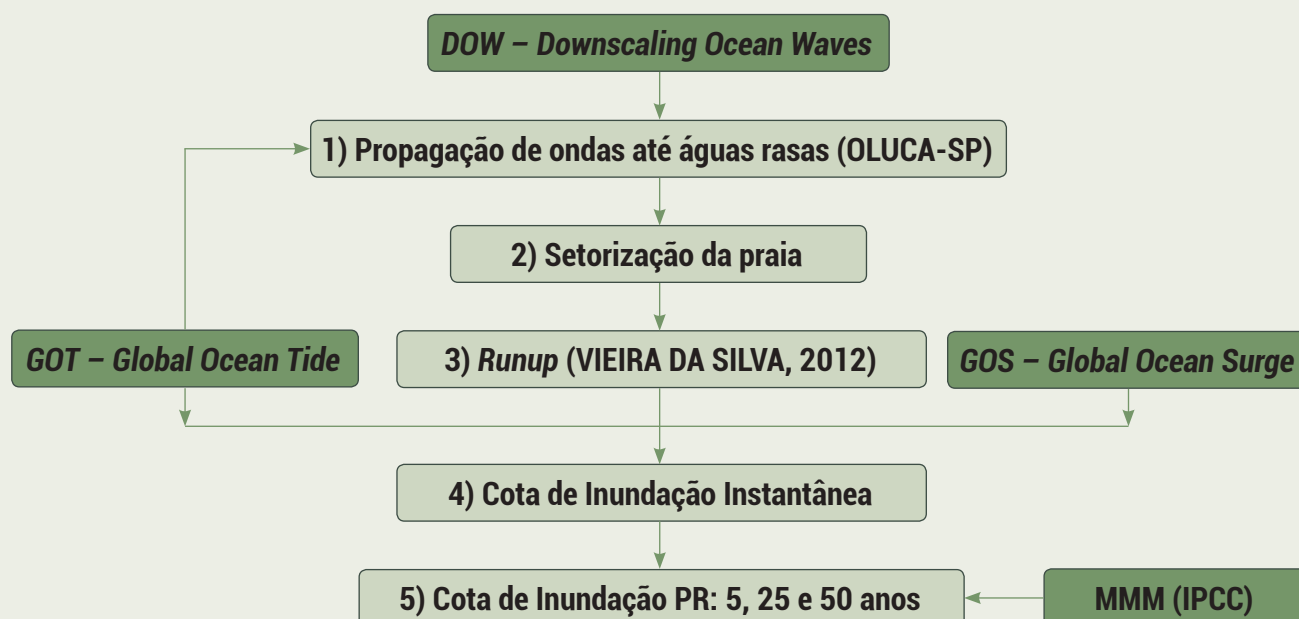 DOW – Downscaling Ocean Waves
1) Propagação de ondas até águas rasas (OLUCA-SP)
2) Setorização da praia
GOT – Global Ocean Tide
3) Runup (VIEIRA DA SILVA, 2012)
GOS – Global Ocean Surge
4) Cota de Inundação Instantânea
5) Cota de Inundação PR: 5, 25 e 50 anos
MMM (IPCC)